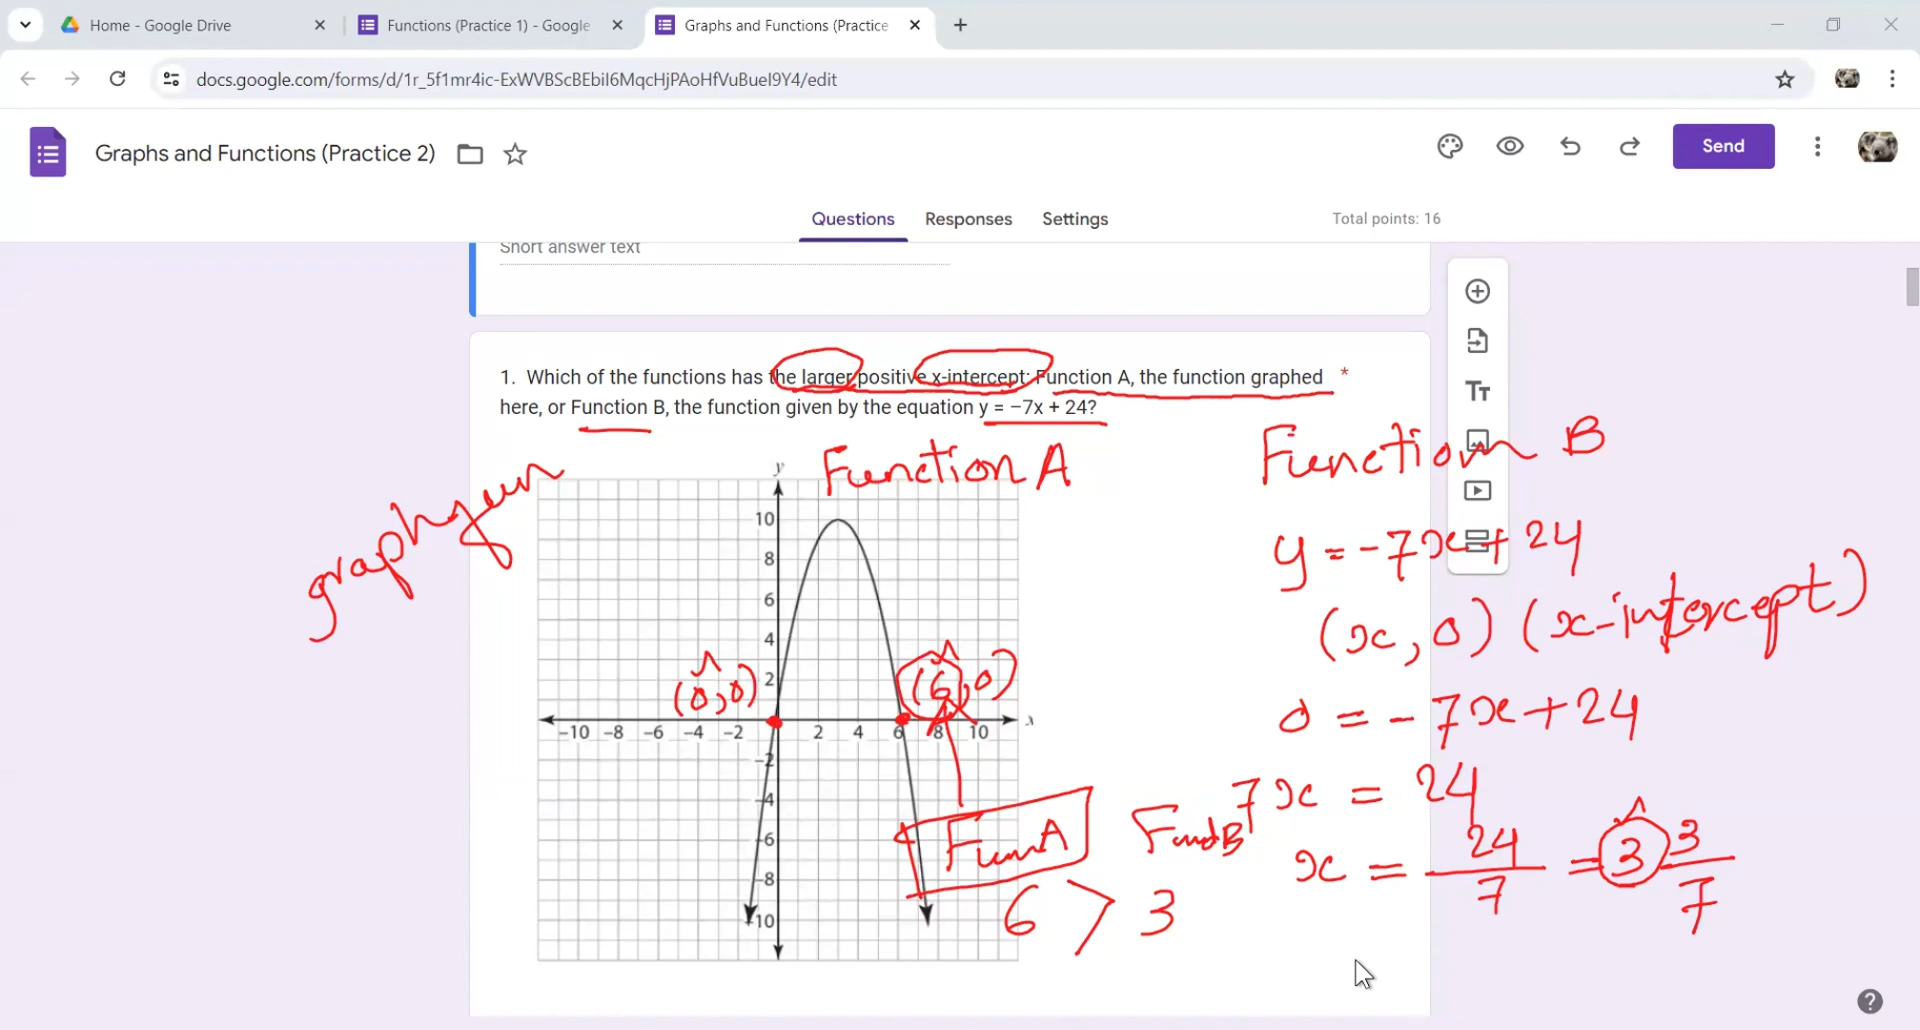 Home - Google Drive
Functions (Practice 1) - Google
Graphs and Functions (Practice
docs.google.com/forms/d/1r_5f1mr4ic-ExWVBScBEbil6MqcHjPAoHfVuBuel9Y4/edit
Graphs and Functions (Practice 2)
Send
Questions
Responses
Settings
Total points: 16
Short answer text
1. Which of the functions has the larger positive x-intercept: Function A, the function graphed *
here, or Function B, the function given by the equation y = −7x + 24?
Function A
Function B
y
10
8
6
4
2
-10 -8 -6 -4 -2
2 4 6 8 10
x
-2
-4
-6
-8
-10
(0,0)
(6,0)
y = -7x + 24
(x,0) (x-intercept)
0 = -7x + 24
7x = 24
x = 24/7 = 3 3/7
Fun A
6 > 3
Tт
?